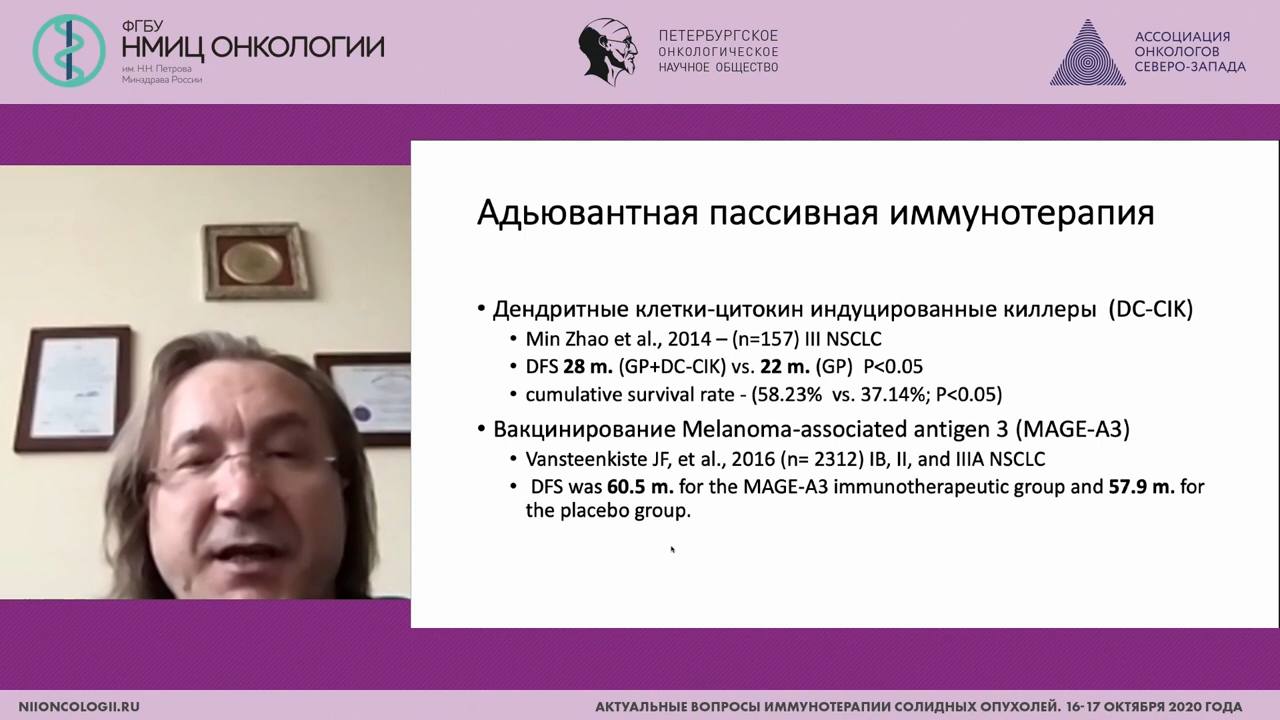 ФГБУ
НМИЦ ОНКОЛОГИИ
им. Н.Н. Петрова
Минздрава России
ПЕТЕРБУРГСКОЕ
ОНКОЛОГИЧЕСКОЕ
НАУЧНОЕ ОБЩЕСТВО
АССОЦИАЦИЯ
ОНКОЛОГОВ
СЕВЕРО-ЗАПАДА
Адьювантная пассивная иммунотерапия
• Дендритные клетки-цитокин индуцированные киллеры (DC-CIK)
• Min Zhao et al., 2014 – (n=157) III NSCLC
• DFS 28 m. (GP+DC-CIK) vs. 22 m. (GP) P<0.05
• cumulative survival rate - (58.23% vs. 37.14%; P<0.05)
• Вакцинирование Melanoma-associated antigen 3 (MAGE-A3)
• Vansteenkiste JF, et al., 2016 (n= 2312) IB, II, and IIIA NSCLC
• DFS was 60.5 m. for the MAGE-A3 immunotherapeutic group and 57.9 m. for
the placebo group.
NIIONCOLOGII.RU
АКТУАЛЬНЫЕ ВОПРОСЫ ИММУНОТЕРАПИИ СОЛИДНЫХ ОПУХОЛЕЙ. 16-17 ОКТЯБРЯ 2020 ГОДА